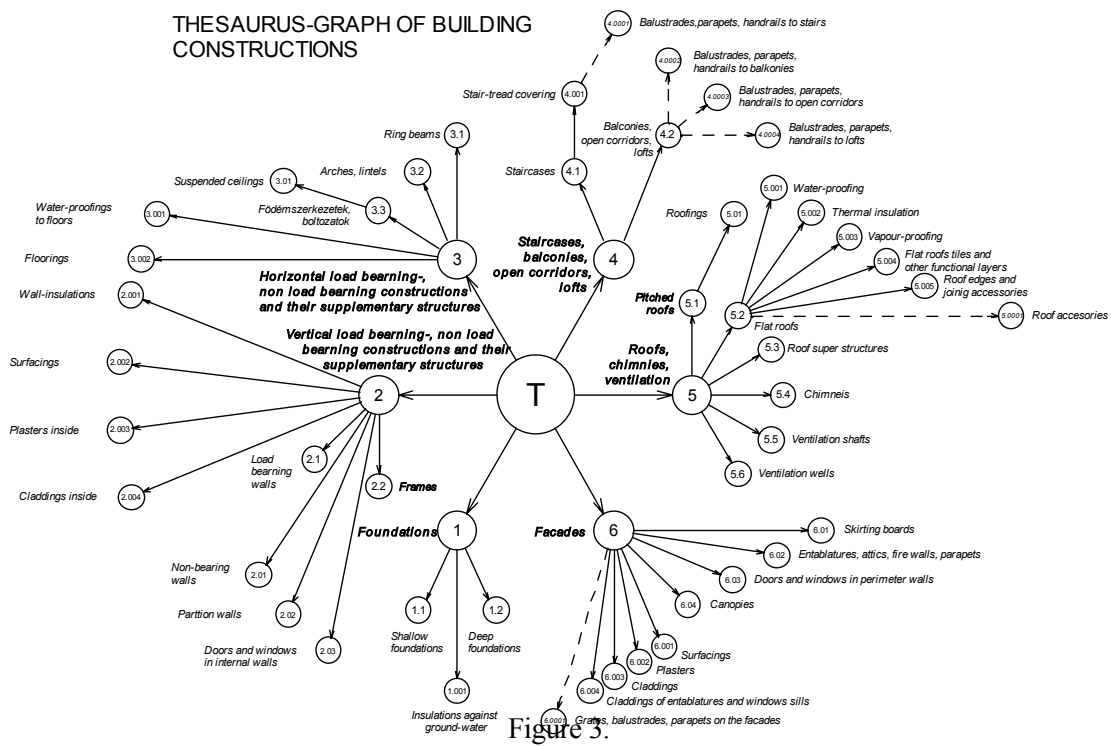 THESAURUS-GRAPH OF BUILDING
CONSTRUCTIONS
4.0001
Balustrades,parapets, handrails to stairs
4.0002
Balustrades, parapets,
handrails to balkonies
4.0003
Balustrades, parapets,
handrails to open corridors
4.0004
Balustrades, parapets,
handrails to lofts
Stair-tread covering
4.001
Balconies,
open corridors,
lofts
4.2
Staircases
4.1
Staircases,
balconies,
open corridors,
lofts
4
Ring beams
3.1
Arches, lintels
3.2
Suspended ceilings
3.01
Födémszerkezetek,
boltozatok
3.3
Water-proofings
to floors
3.001
Floorings
3.002
3
Horizontal load bearning-,
non load bearning constructions
and their supplementary structures
Wall-insulations
2.001
Vertical load bearning-, non load
bearning constructions and their
supplementary structures
Surfacings
2.002
Plasters inside
2.003
Claddings inside
2.004
2
Load
bearning
walls
2.1
2.2
Frames
Non-bearing
walls
2.01
Parttion walls
2.02
Doors and windows
in internal walls
2.03
T
Roofings
5.01
Pitched
roofs
5.1
5.001
Water-proofing
5.002
Thermal insulation
5.003
Vapour-proofing
5.004
Flat roofs tiles and
other functional layers
5.005
Roof edges and
joinig accessories
5.0001
Roof accesories
5.2
Flat roofs
5.3
Roof super structures
Roofs,
chimnies,
ventilation
5
5.4
Chimneis
5.5
Ventilation shafts
5.6
Ventilation wells
Foundations
1
1.1
Shallow
foundations
1.2
Deep
foundations
1.001
Insulations against
ground-water
Facades
6
6.01
Skirting boards
6.02
Entablatures, attics, fire walls, parapets
6.03
Doors and windows in perimeter walls
6.04
Canopies
6.001
Surfacings
6.002
Plasters
6.003
Claddings
6.004
Claddings of entablatures and windows sills
6.0001
Grates, balustrades, parapets on the facades
Figure 3.